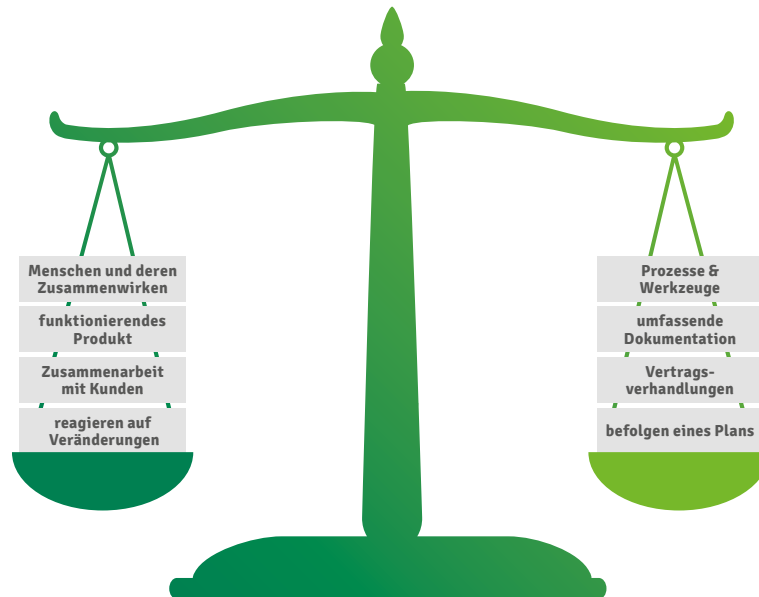 Menschen und deren
Zusammenwirken
funktionierendes
Produkt
Zusammenarbeit
mit Kunden
reagieren auf
Veränderungen
Prozesse &
Werkzeuge
umfassende
Dokumentation
Vertrags-
verhandlungen
befolgen eines Plans